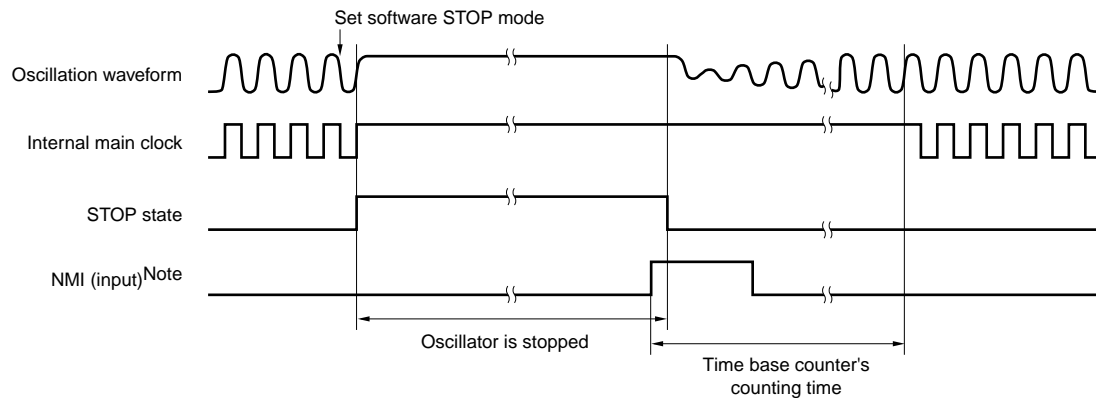 Set software STOP mode
Oscillation waveform
Internal main clock
STOP state
NMI (input)Note
Oscillator is stopped
Time base counter's
counting time